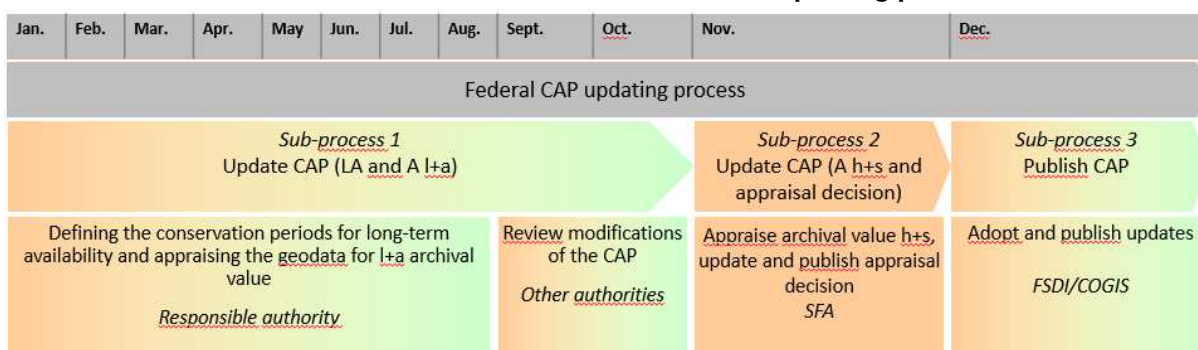 Jan. Feb. Mar. Apr. May Jun. Jul. Aug. Sept. Oct. Nov. Dec.
Federal CAP updating process
Sub-process 1
Update CAP (LA and A l+a)
Sub-process 2
Update CAP (A h+s and
appraisal decision)
Sub-process 3
Publish CAP
Defining the conservation periods for long-term
availability and appraising the geodata for l+a archival
value
Responsible authority
Review modifications
of the CAP
Other authorities
Appraise archival value h+s,
update and publish appraisal
decision
SFA
Adopt and publish updates
FSDI/COGIS